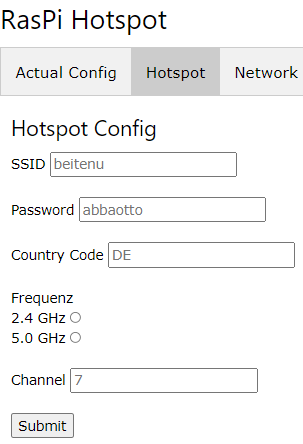 RasPi Hotspot
Actual Config Hotspot Network
Hotspot Config
SSID beitenu
Password abbaotto
Country Code DE
Frequenz
2.4 GHz
5.0 GHz
Channel 7
Submit